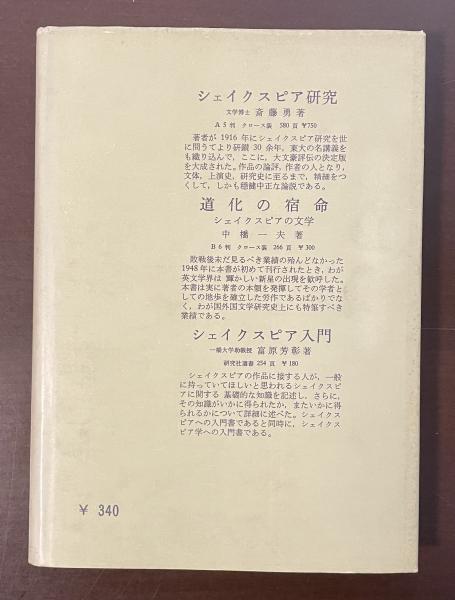 シェイクスピア研究
文学博士 斎藤勇著
A5判 クロース装 580頁 ¥750
著者が1916年にシェイクスピア研究を世
に問うてより研鑽30余年，東大の名講義を
も織り込んで，ここに，大文豪評伝の決定版
を大成された。作品の論評，作者の人となり，
文体，上演史，研究史に至るまで，精細をつ
くして，しかも穏健中正な論説である。
道化の宿命
シェイクスピアの文学
中橋一夫著
B6判 クロース装 266頁 ¥300
敗戦後未だ見るべき業績の殆んどなかった
1948年に本書が初めて刊行されたとき，わが
英文学界は輝かしい新星の出現を歓呼した。
本書は実に著者の本領を発揮してその学者と
しての地歩を確立した労作であるばかりでな
く，わが国外国文学研究史上にも特筆すべき
業績である。
シェイクスピア入門
一橋大学助教授 富原芳彰著
研究社選書 254頁 ¥180
シェイクスピアの作品に接する人が，一般
に持っていてほしいと思われるシェイクスピ
アに関する基礎的な知識を記述し，さらに，
その知識がいかに得られたか，またいかに得
られるかについて詳細に述べた。シェイクス
ピアへの入門書であると同時に，シェイクス
ピア学への入門書である。
¥ 340